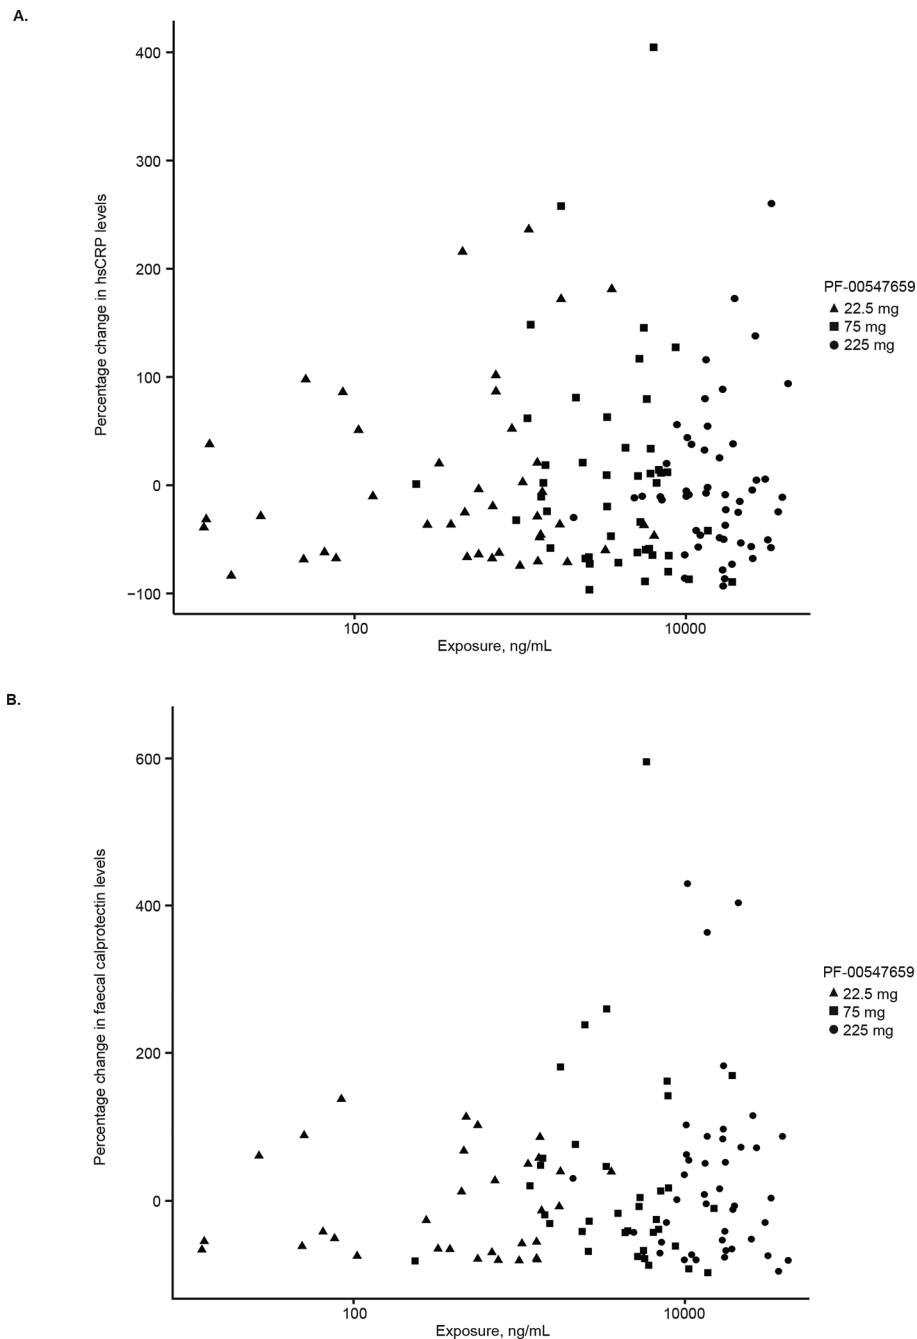 A.
400
300
200
100
0
−100
Percentage change in hsCRP levels
100
10000
Exposure, ng/mL
PF-00547659
22.5 mg
75 mg
225 mg
B.
600
400
200
0
Percentage change in faecal calprotectin levels
100
10000
Exposure, ng/mL
PF-00547659
22.5 mg
75 mg
225 mg